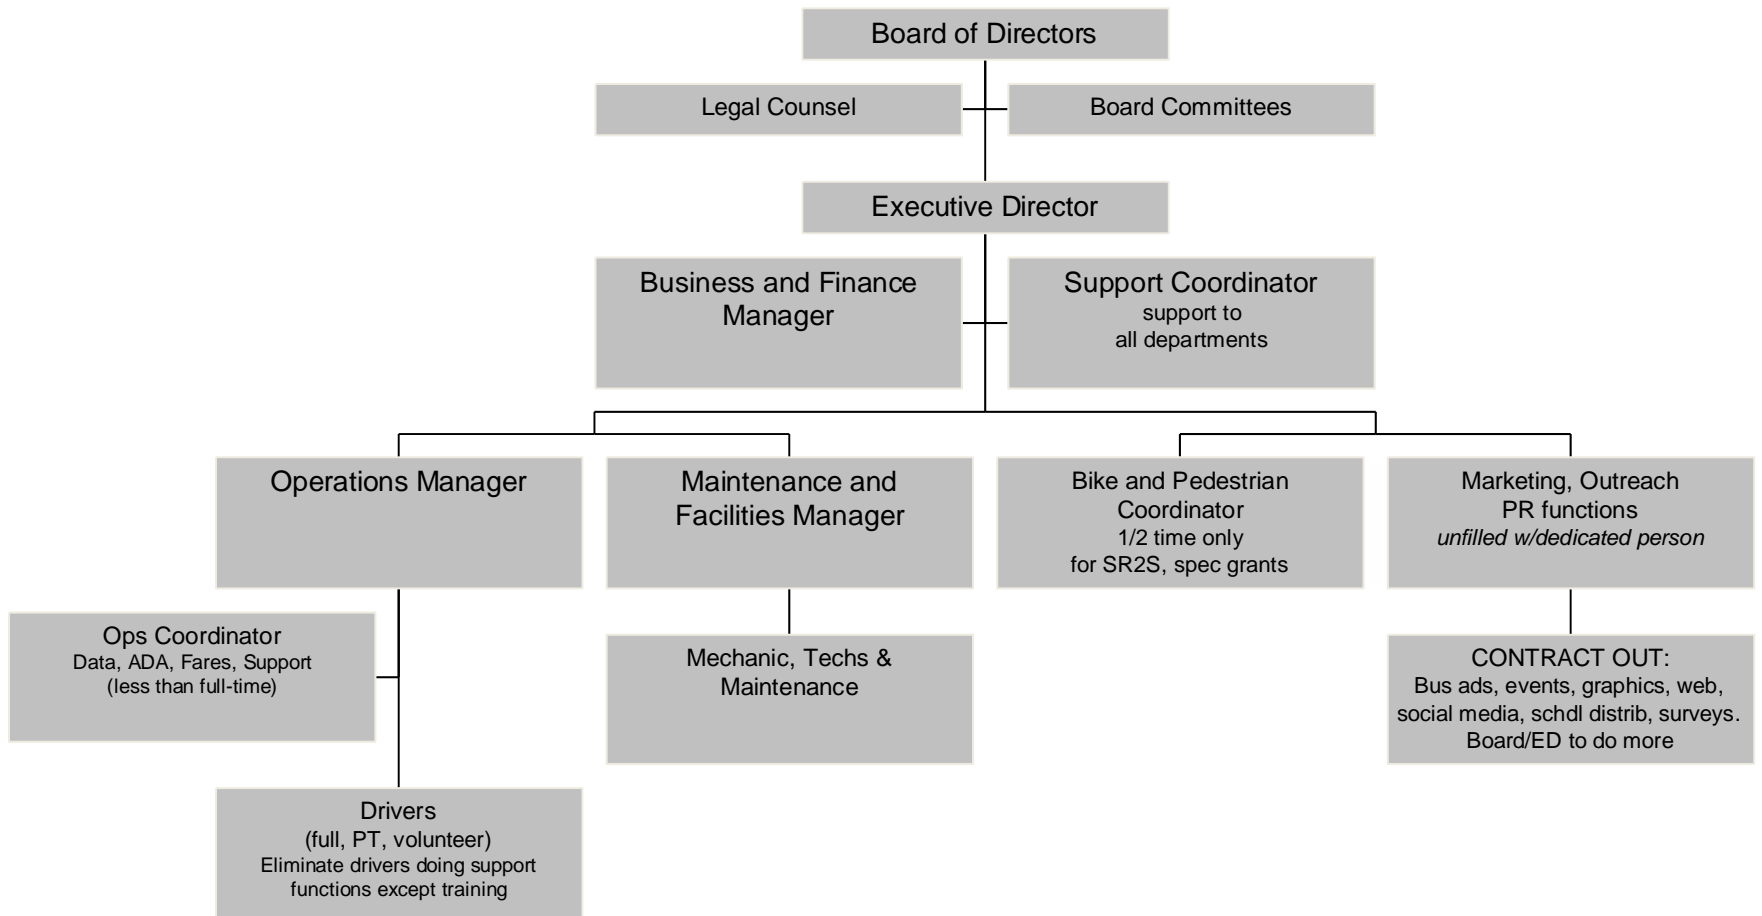 Board of Directors
Legal Counsel
Board Committees
Executive Director
Business and Finance
Manager
Support Coordinator
support to
all departments
Operations Manager
Maintenance and
Facilities Manager
Bike and Pedestrian
Coordinator
1/2 time only
for SR2S, spec grants
Marketing, Outreach
PR functions
unfilled w/dedicated person
Ops Coordinator
Data, ADA, Fares, Support
(less than full-time)
Mechanic, Techs &
Maintenance
CONTRACT OUT:
Bus ads, events, graphics, web,
social media, schdl distrib, surveys.
Board/ED to do more
Drivers
(full, PT, volunteer)
Eliminate drivers doing support
functions except training